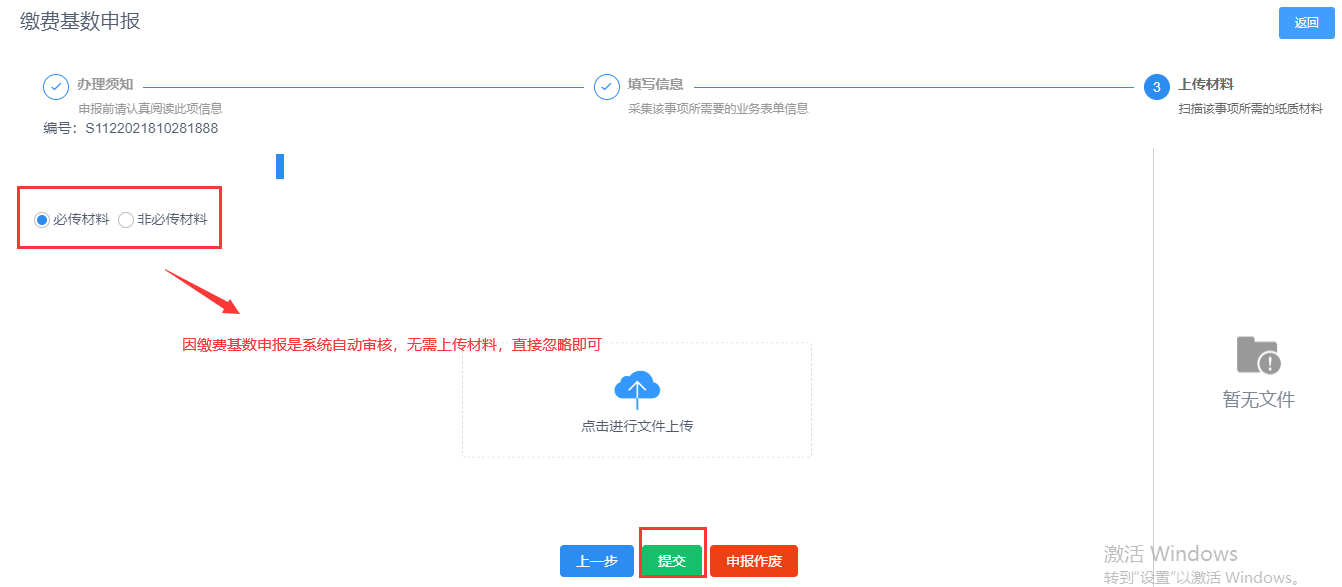 缴费基数申报
返回
办理须知
申报前请认真阅读此项信息
填写信息
采集该事项所需要的业务表单信息
3
上传材料
扫描该事项所需的纸质材料
编号：S1122021810281888
必传材料 非必传材料
因缴费基数申报是系统自动审核，无需上传材料，直接忽略即可
点击进行文件上传
暂无文件
上一步 提交 申报作废
激活 Windows
转到"设置"以激活 Windows。